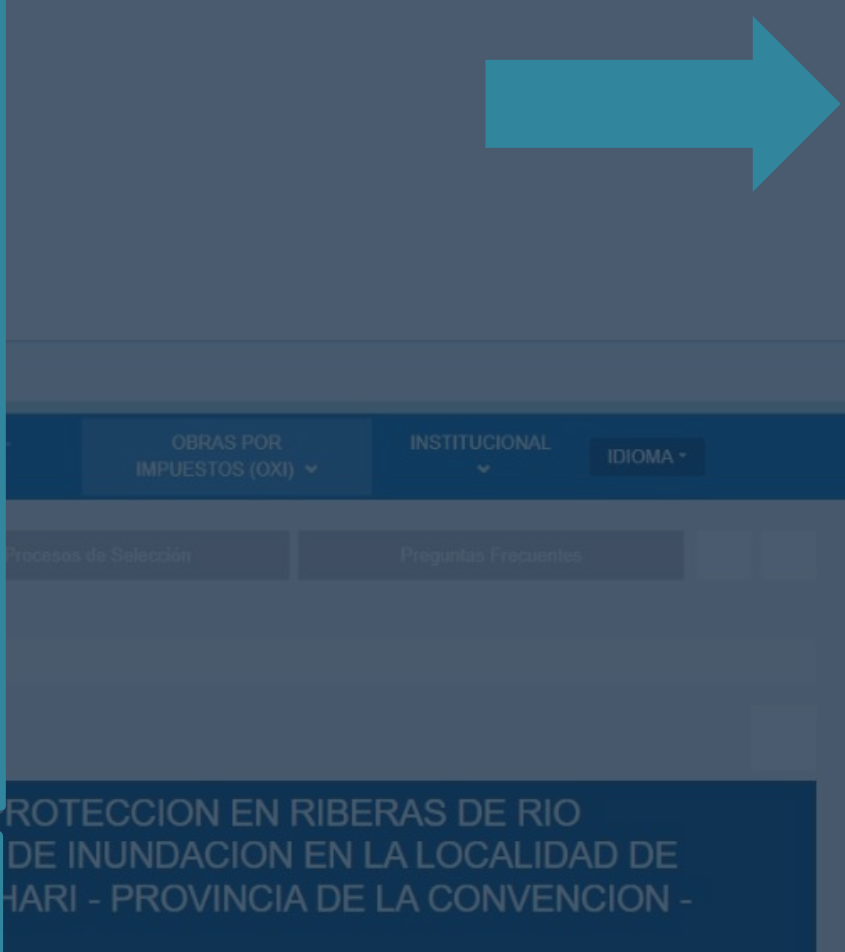 OBRAS POR
IMPUESTOS (OXI)
INSTITUCIONAL
IDIOMA
Procesos de Selección
Preguntas Frecuentes
ROTECCION EN RIBERAS DE RIO
DE INUNDACION EN LA LOCALIDAD DE
HARI - PROVINCIA DE LA CONVENCION -